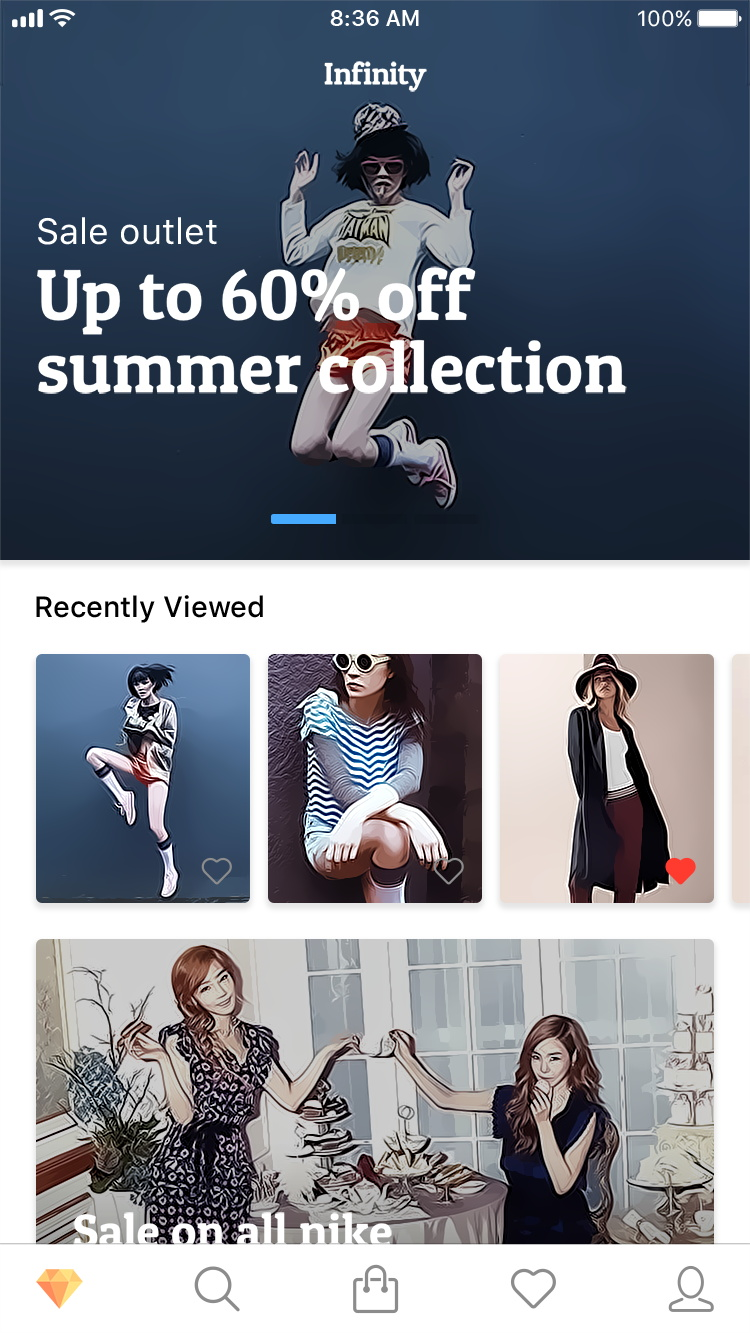 8:36 AM
100%
Infinity
Sale outlet
Up to 60% off
summer collection
Recently Viewed
Sale on all nike